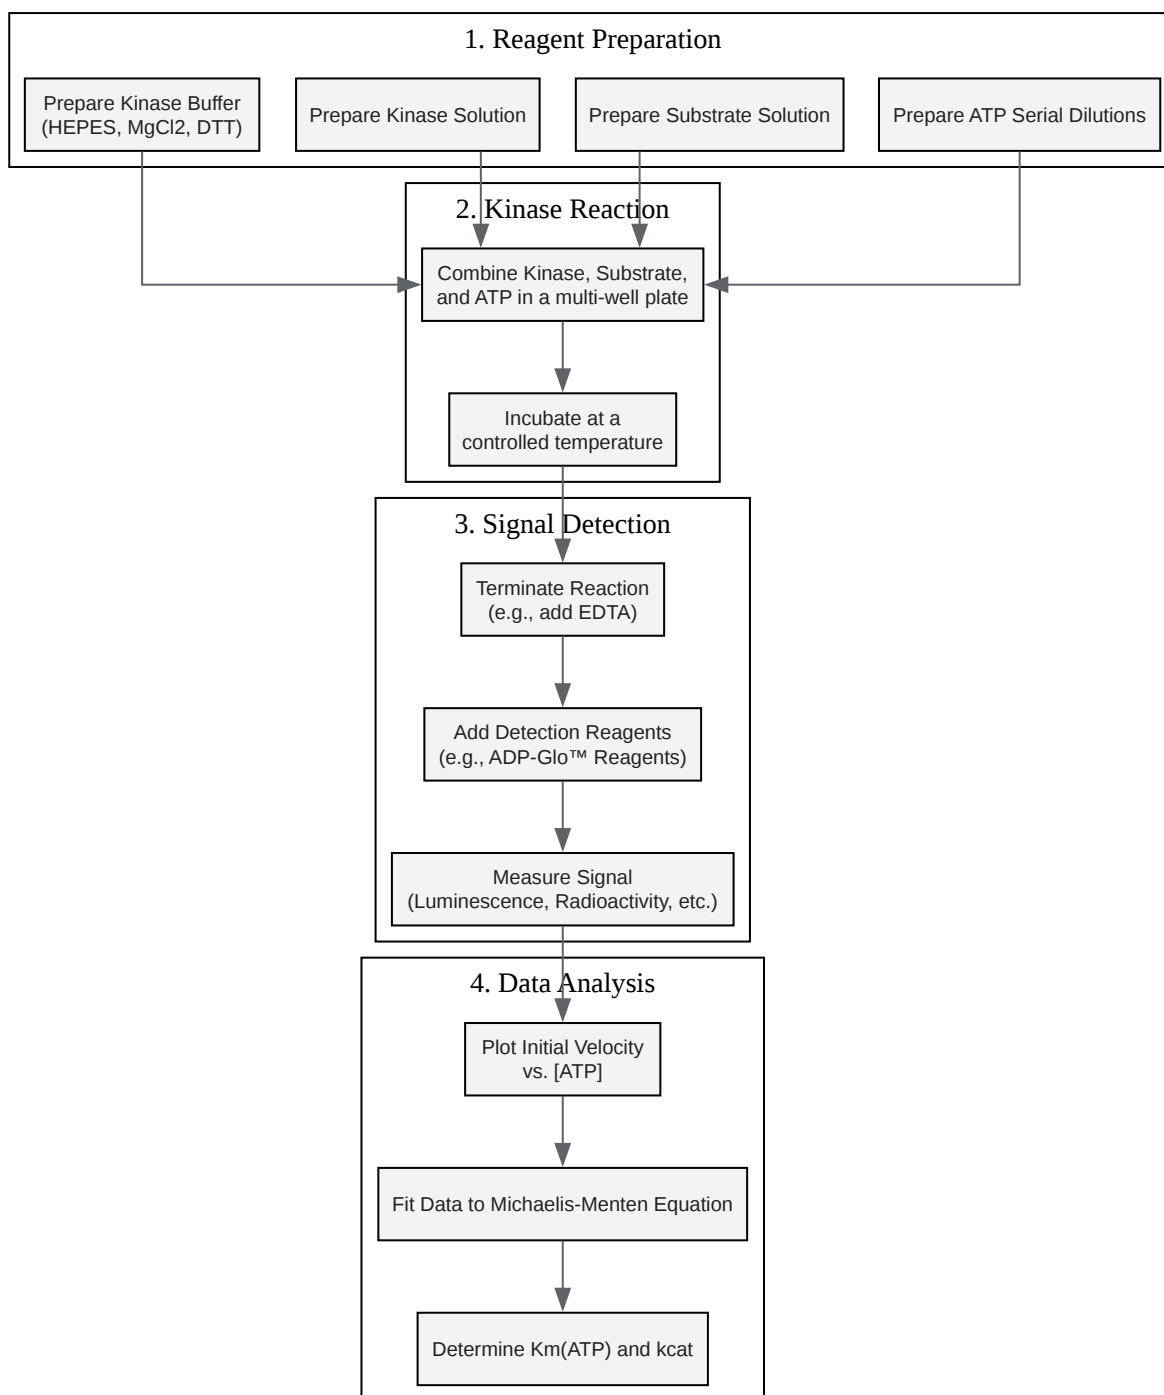 1. Reagent Preparation
Prepare Kinase Buffer
(HEPES, MgCl2, DTT)
Prepare Kinase Solution
Prepare Substrate Solution
Prepare ATP Serial Dilutions
2. Kinase Reaction
Combine Kinase, Substrate,
and ATP in a multi-well plate
Incubate at a
controlled temperature
3. Signal Detection
Terminate Reaction
(e.g., add EDTA)
Add Detection Reagents
(e.g., ADP-Glo™ Reagents)
Measure Signal
(Luminescence, Radioactivity, etc.)
4. Data Analysis
Plot Initial Velocity
vs. [ATP]
Fit Data to Michaelis-Menten Equation
Determine Km(ATP) and kcat